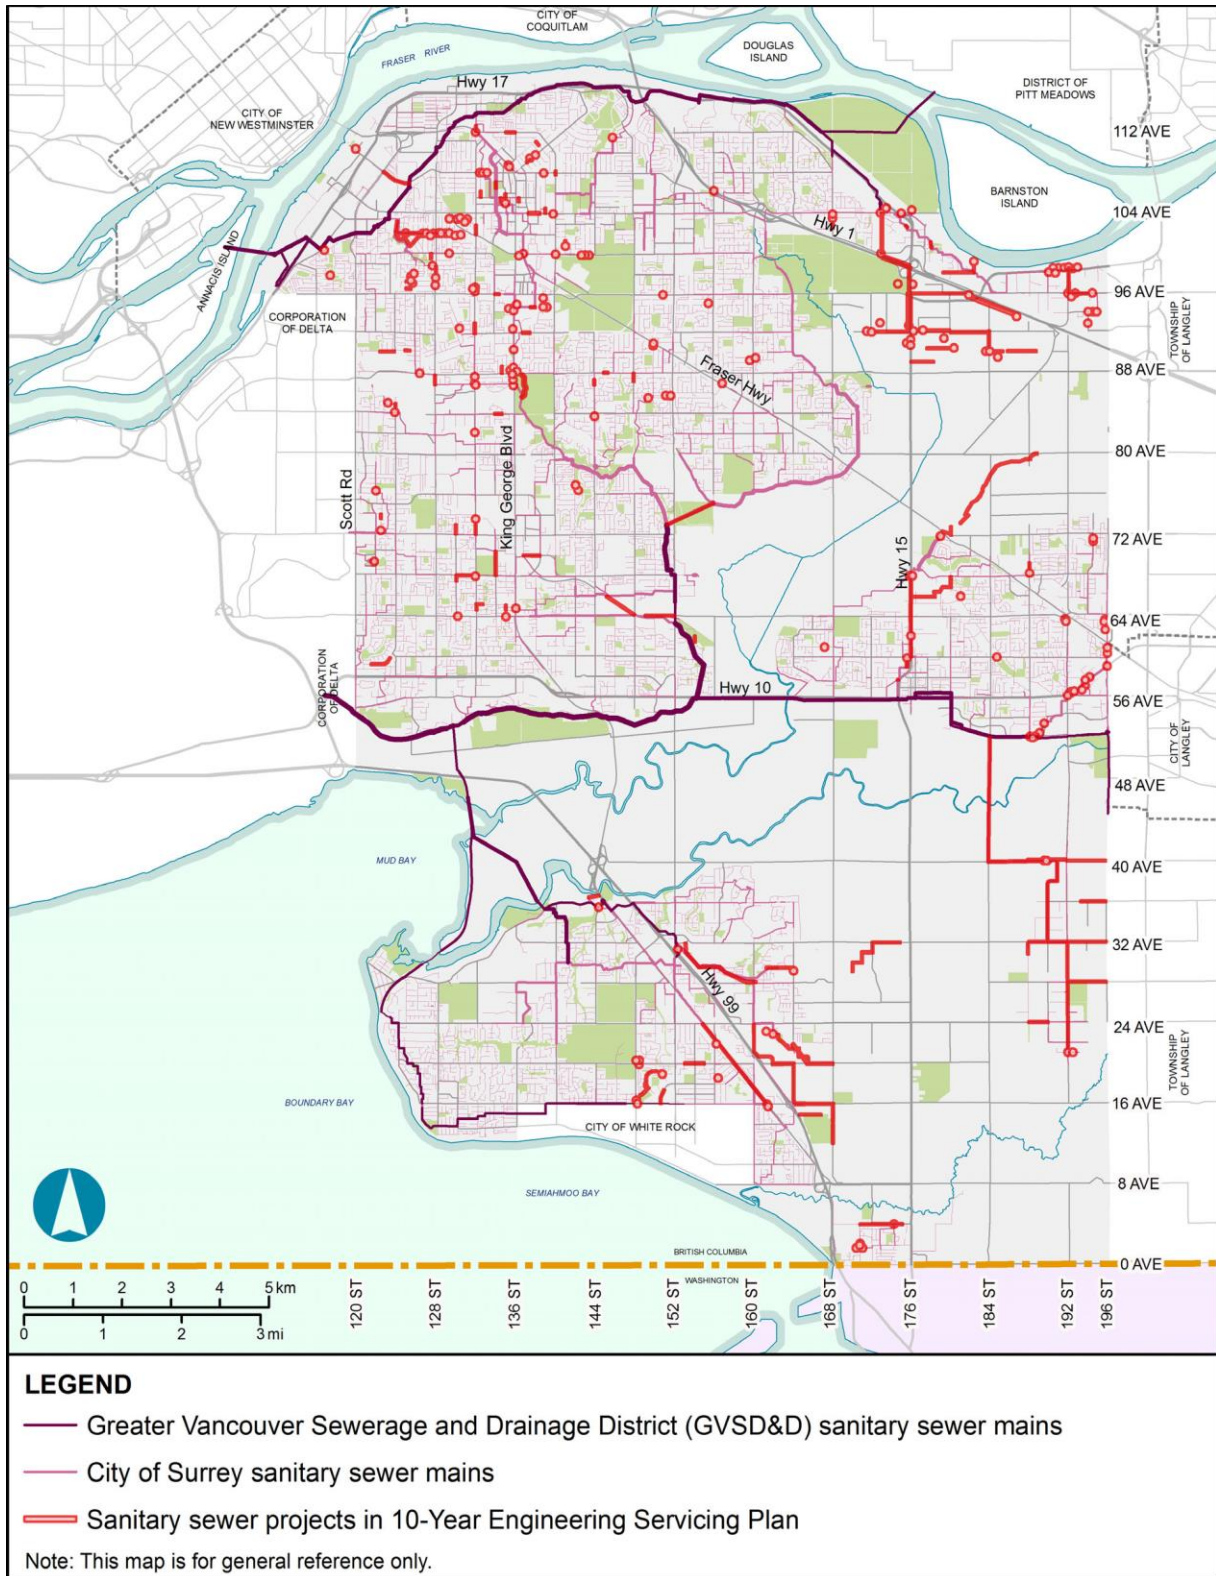 CITY OF
COQUITLAM
DOUGLAS
ISLAND
FRASER RIVER
Hwy 17
DISTRICT OF
PITT MEADOWS
CITY OF
NEW WESTMINSTER
112 AVE
BARNSTON
ISLAND
104 AVE
Hwy 1
ANNACIS ISLAND
96 AVE
CORPORATION
OF DELTA
TOWNSHIP
OF LANGLEY
88 AVE
Fraser Hwy
80 AVE
King George Blvd
Scott Rd
72 AVE
Hwy 15
64 AVE
CORPORATION
OF DELTA
Hwy 10
56 AVE
CITY OF
LANGLEY
48 AVE
MUD BAY
40 AVE
32 AVE
Hwy 99
24 AVE
TOWNSHIP
OF LANGLEY
BOUNDARY BAY
16 AVE
CITY OF WHITE ROCK
8 AVE
SEMIAHMOO BAY
BRITISH COLUMBIA
0 AVE
WASHINGTON
0 1 2 3 4 5 km
0 1 2 3 mi
120 ST
128 ST
136 ST
144 ST
152 ST
160 ST
168 ST
176 ST
184 ST
192 ST
196 ST
LEGEND
Greater Vancouver Sewerage and Drainage District (GVSD&D) sanitary sewer mains
City of Surrey sanitary sewer mains
Sanitary sewer projects in 10-Year Engineering Servicing Plan
Note: This map is for general reference only.